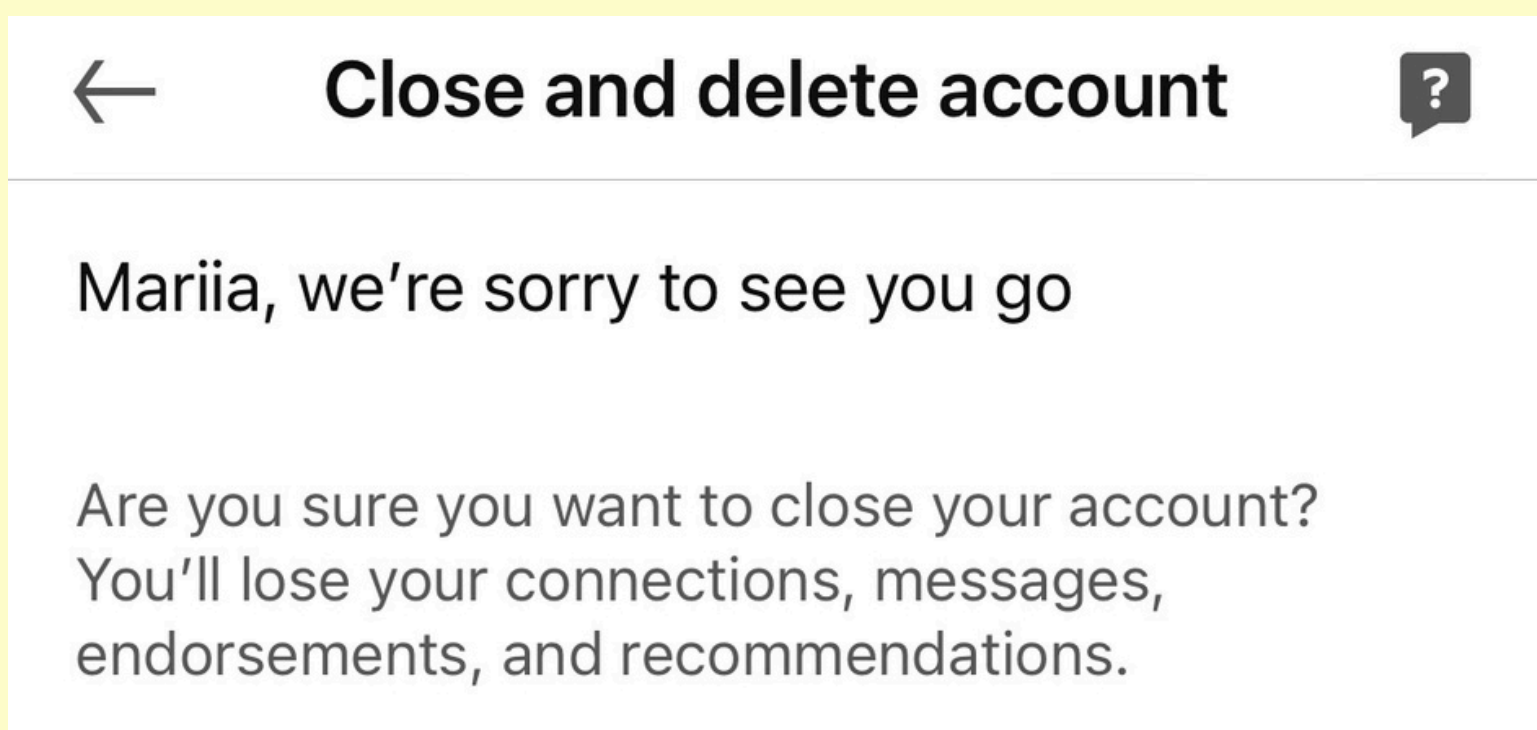 Close and delete account
?
Mariia, we’re sorry to see you go
Are you sure you want to close your account?
You’ll lose your connections, messages,
endorsements, and recommendations.